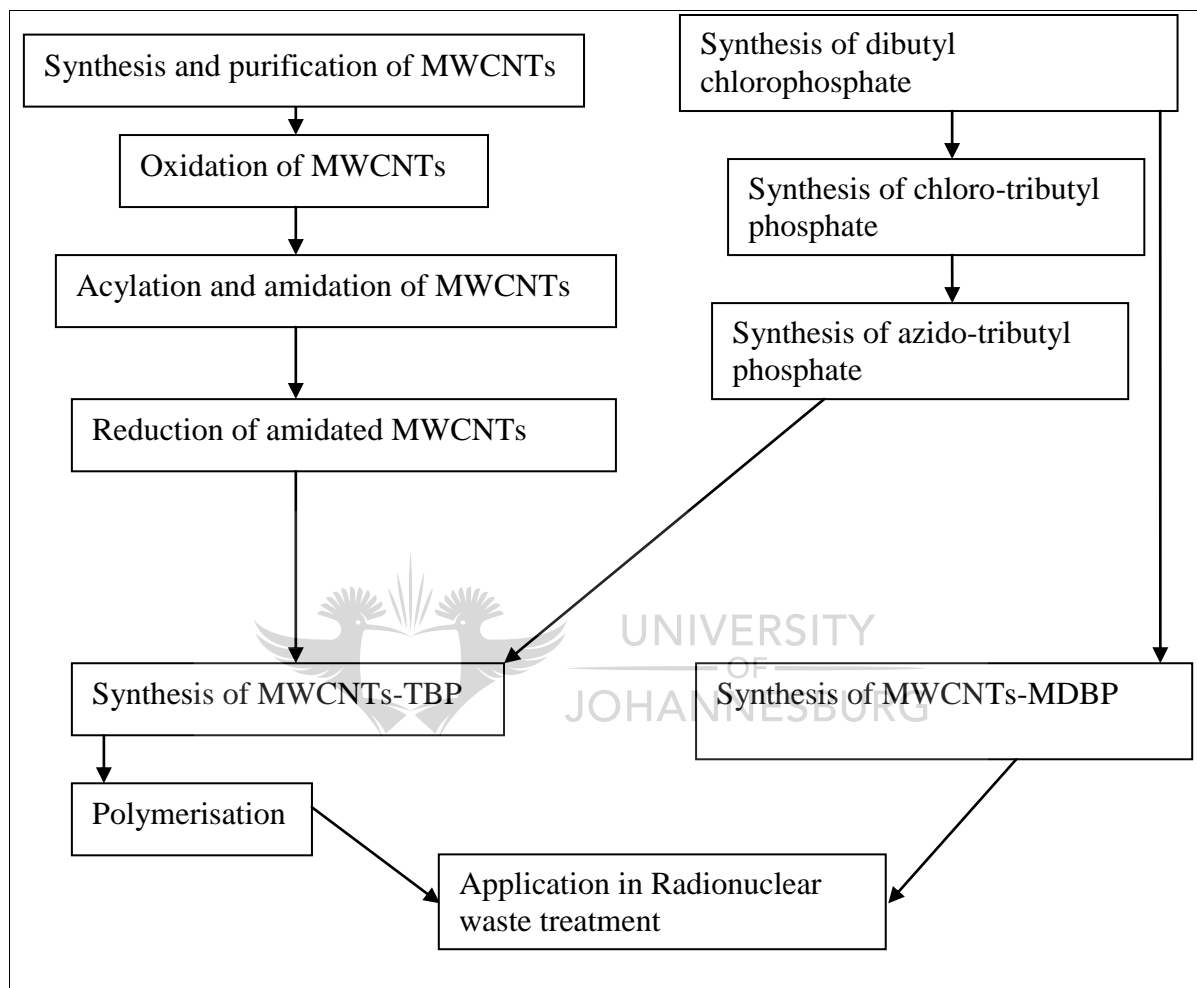 Synthesis and purification of MWCNTs
Oxidation of MWCNTs
Acylation and amidation of MWCNTs
Reduction of amidated MWCNTs
Synthesis of dibutyl
chlorophosphate
Synthesis of chloro-tributyl
phosphate
Synthesis of azido-tributyl
phosphate
UNIVERSITY
OF
JOHANNESBURG
Synthesis of MWCNTs-TBP
Synthesis of MWCNTs-MDBP
Polymerisation
Application in Radionuclear
waste treatment